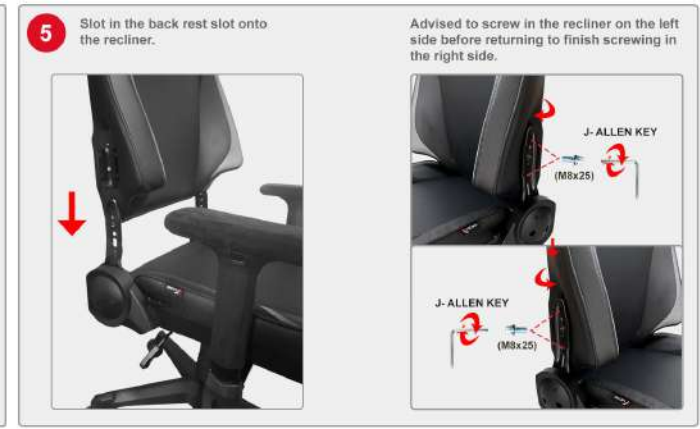 5
Slot in the back rest slot onto
the recliner.
Advised to screw in the recliner on the left
side before returning to finish screwing in
the right side.
J- ALLEN KEY
(M8x25)
J- ALLEN KEY
(M8x25)